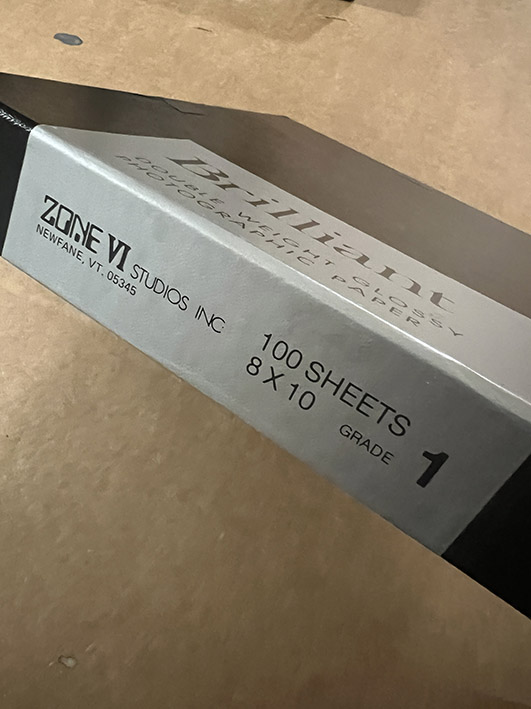 Brilliant
DOUBLE WEIGHT GLOSSY
PHOTOGRAPHIC PAPER
ZONE VI STUDIOS INC
NEWFANE, VT. 05345
100 SHEETS
8 X 10
GRADE 1